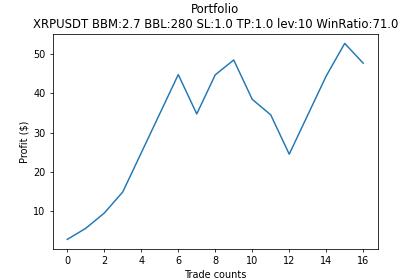 Portfolio
XRPUSDT BBM:2.7 BBL:280 SL:1.0 TP:1.0 lev:10 WinRatio:71.0
50
40
30
20
10
Profit ($)
0 2 4 6 8 10 12 14 16
Trade counts